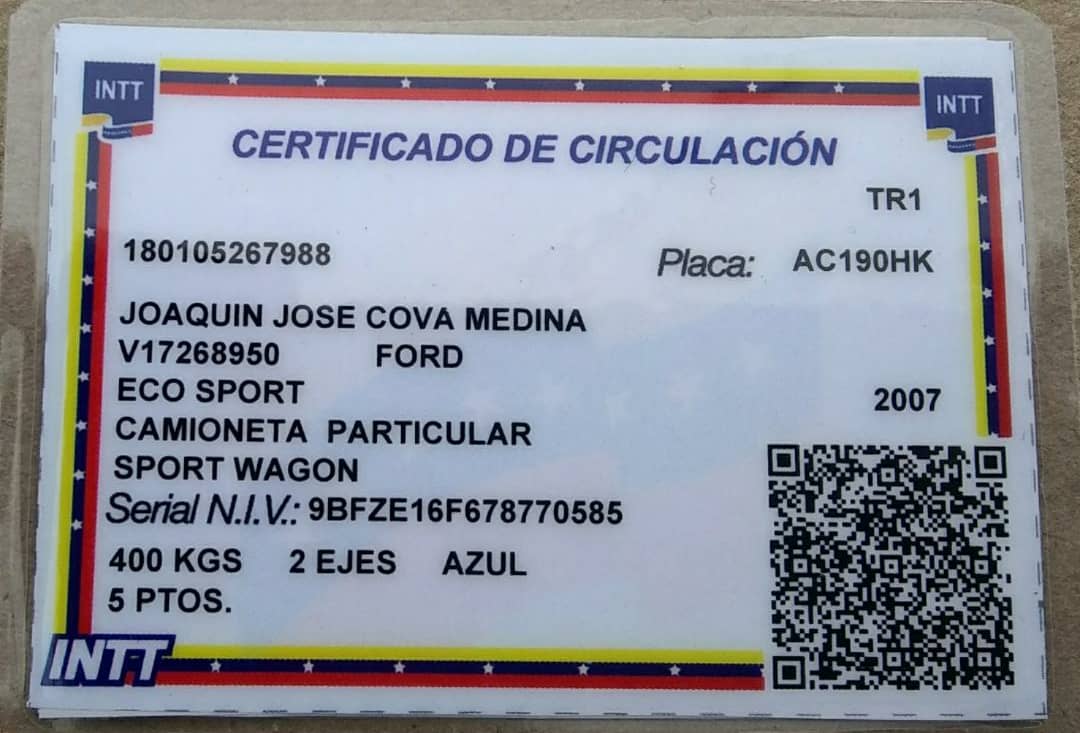 INTT
INTT
CERTIFICADO DE CIRCULACIÓN
TR1
180105267988 Placa: AC190HK
JOAQUIN JOSE COVA MEDINA
V17268950 FORD
ECO SPORT 2007
CAMIONETA PARTICULAR
SPORT WAGON
Serial N.I.V.: 9BFZE16F678770585
400 KGS 2 EJES AZUL
5 PTOS.
INTT